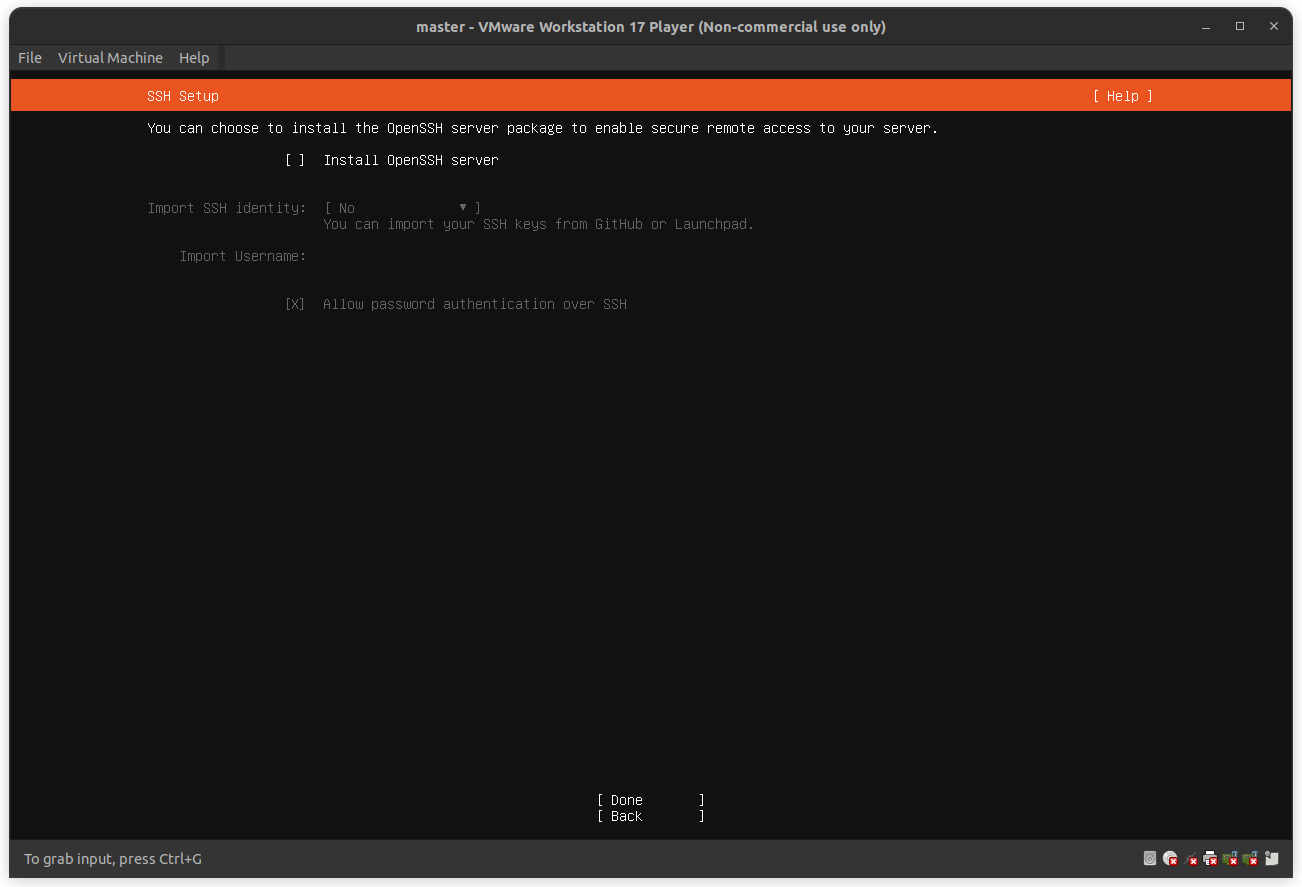 master - VMware Workstation 17 Player (Non-commercial use only)
File Virtual Machine Help
SSH Setup [ Help ]
You can choose to install the OpenSSH server package to enable secure remote access to your server.
[ ] Install OpenSSH server
Import SSH identity: [ No ▾ ]
You can import your SSH keys from GitHub or Launchpad.
Import Username:
[X] Allow password authentication over SSH
[ Done ]
[ Back ]
To grab input, press Ctrl+G